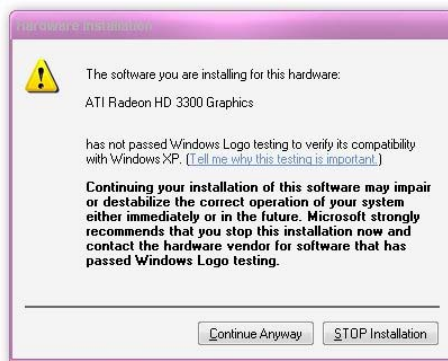 Hardware Installation
The software you are installing for this hardware:
ATI Radeon HD 3300 Graphics
has not passed Windows Logo testing to verify its compatibility
with Windows XP. (Tell me why this testing is important.)
Continuing your installation of this software may impair
or destabilize the correct operation of your system
either immediately or in the future. Microsoft strongly
recommends that you stop this installation now and
contact the hardware vendor for software that has
passed Windows Logo testing.
Continue Anyway
STOP Installation